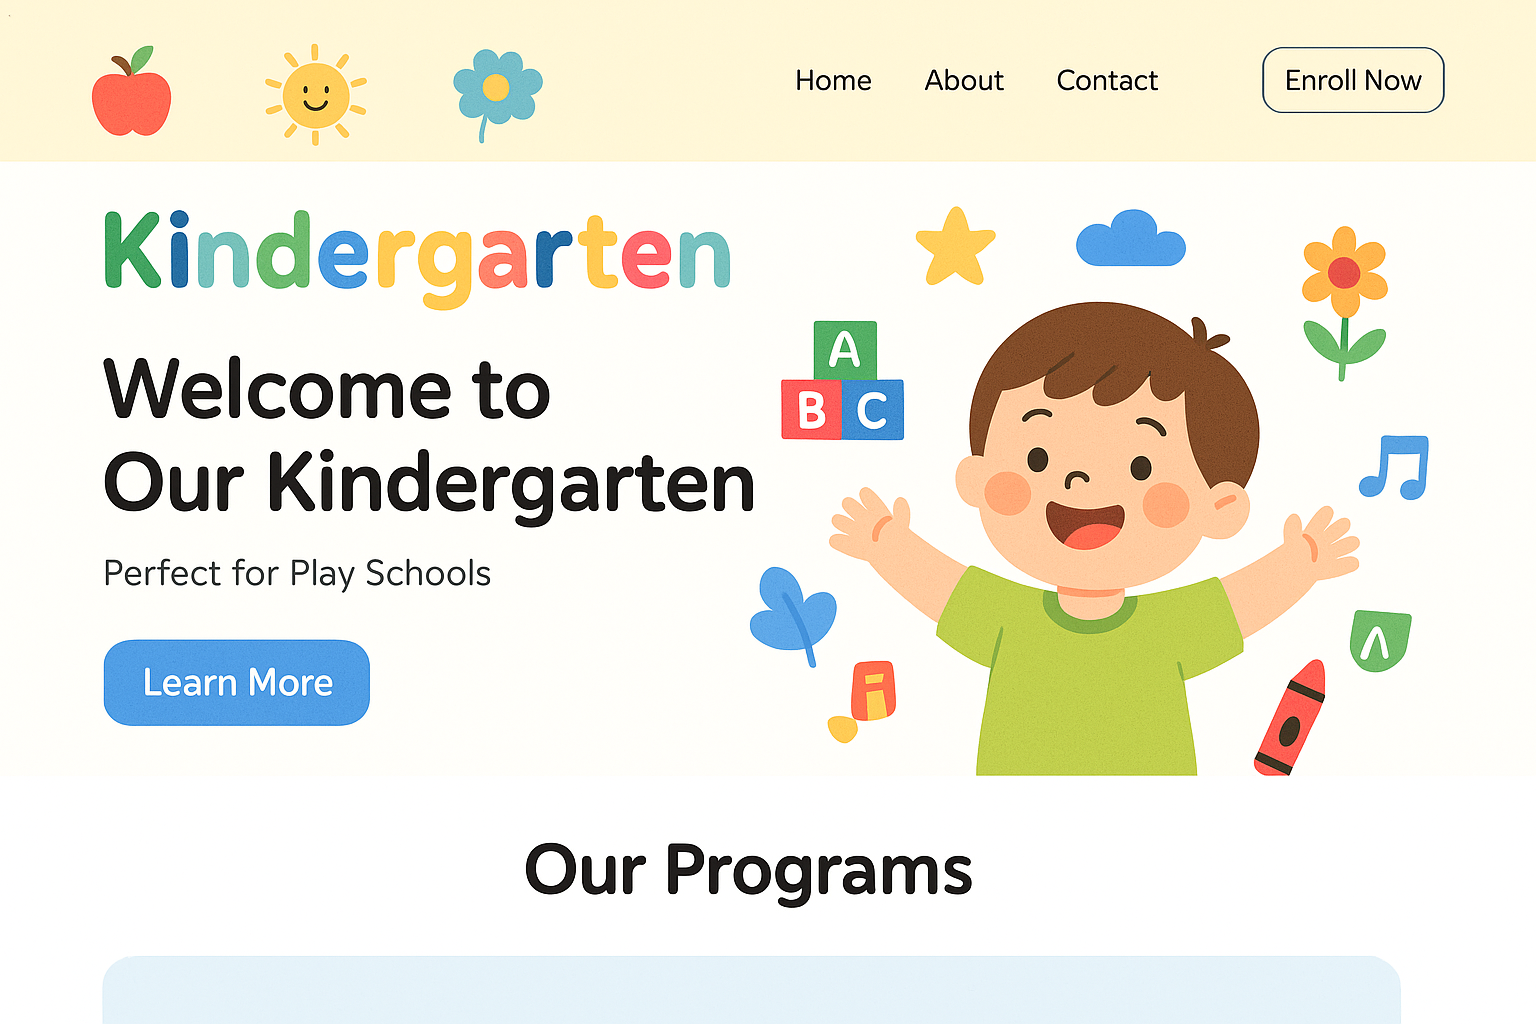 Home About Contact Enroll Now
Kindergarten
Welcome to
Our Kindergarten
Perfect for Play Schools
Learn More
A
B C
Our Programs